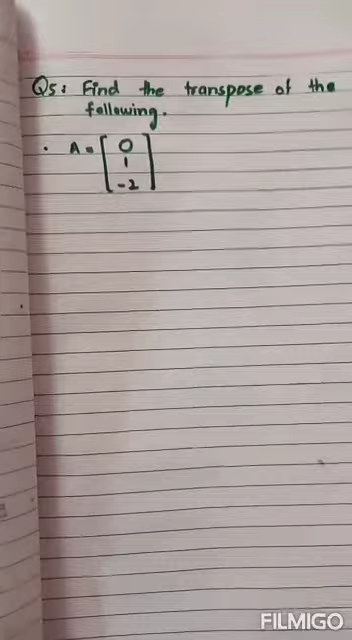 Q5: Find the transpose of the
following.
. A = [ 0
1
-2 ]
FILMIGO